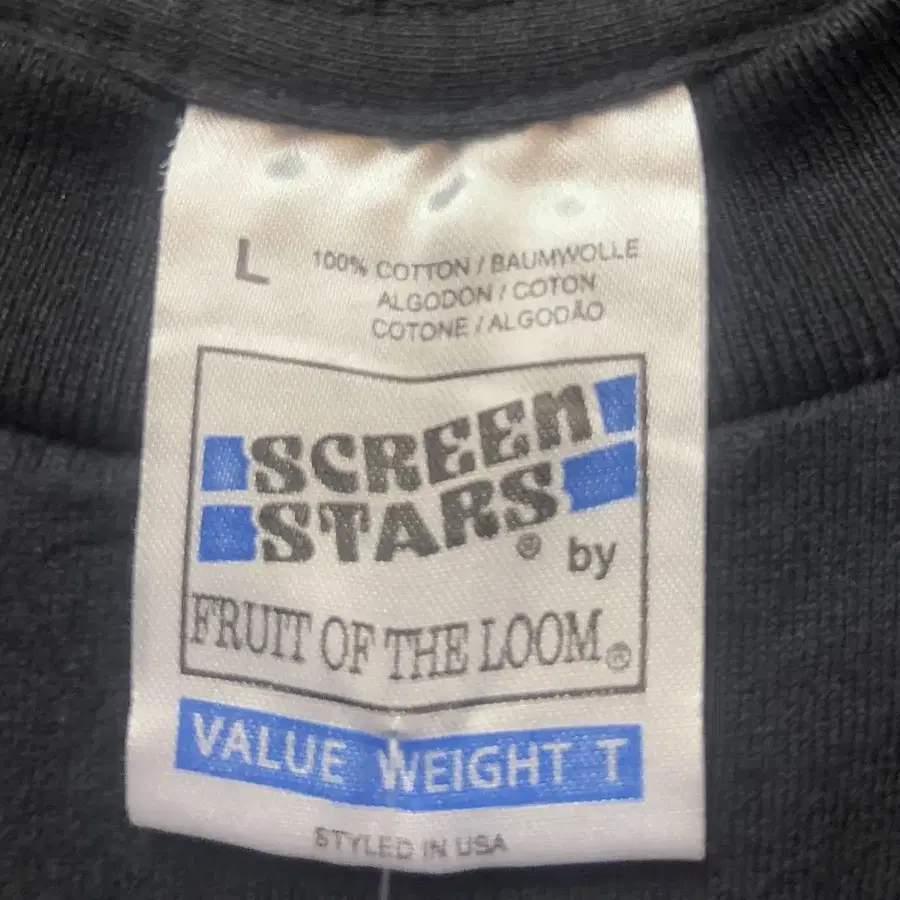 L
100% COTTON / BAUMWOLLE
ALGODON / COTON
COTONE / ALGODÃO
SCREEN
STARS® by
FRUIT OF THE LOOM®
VALUE WEIGHT T
STYLED IN USA